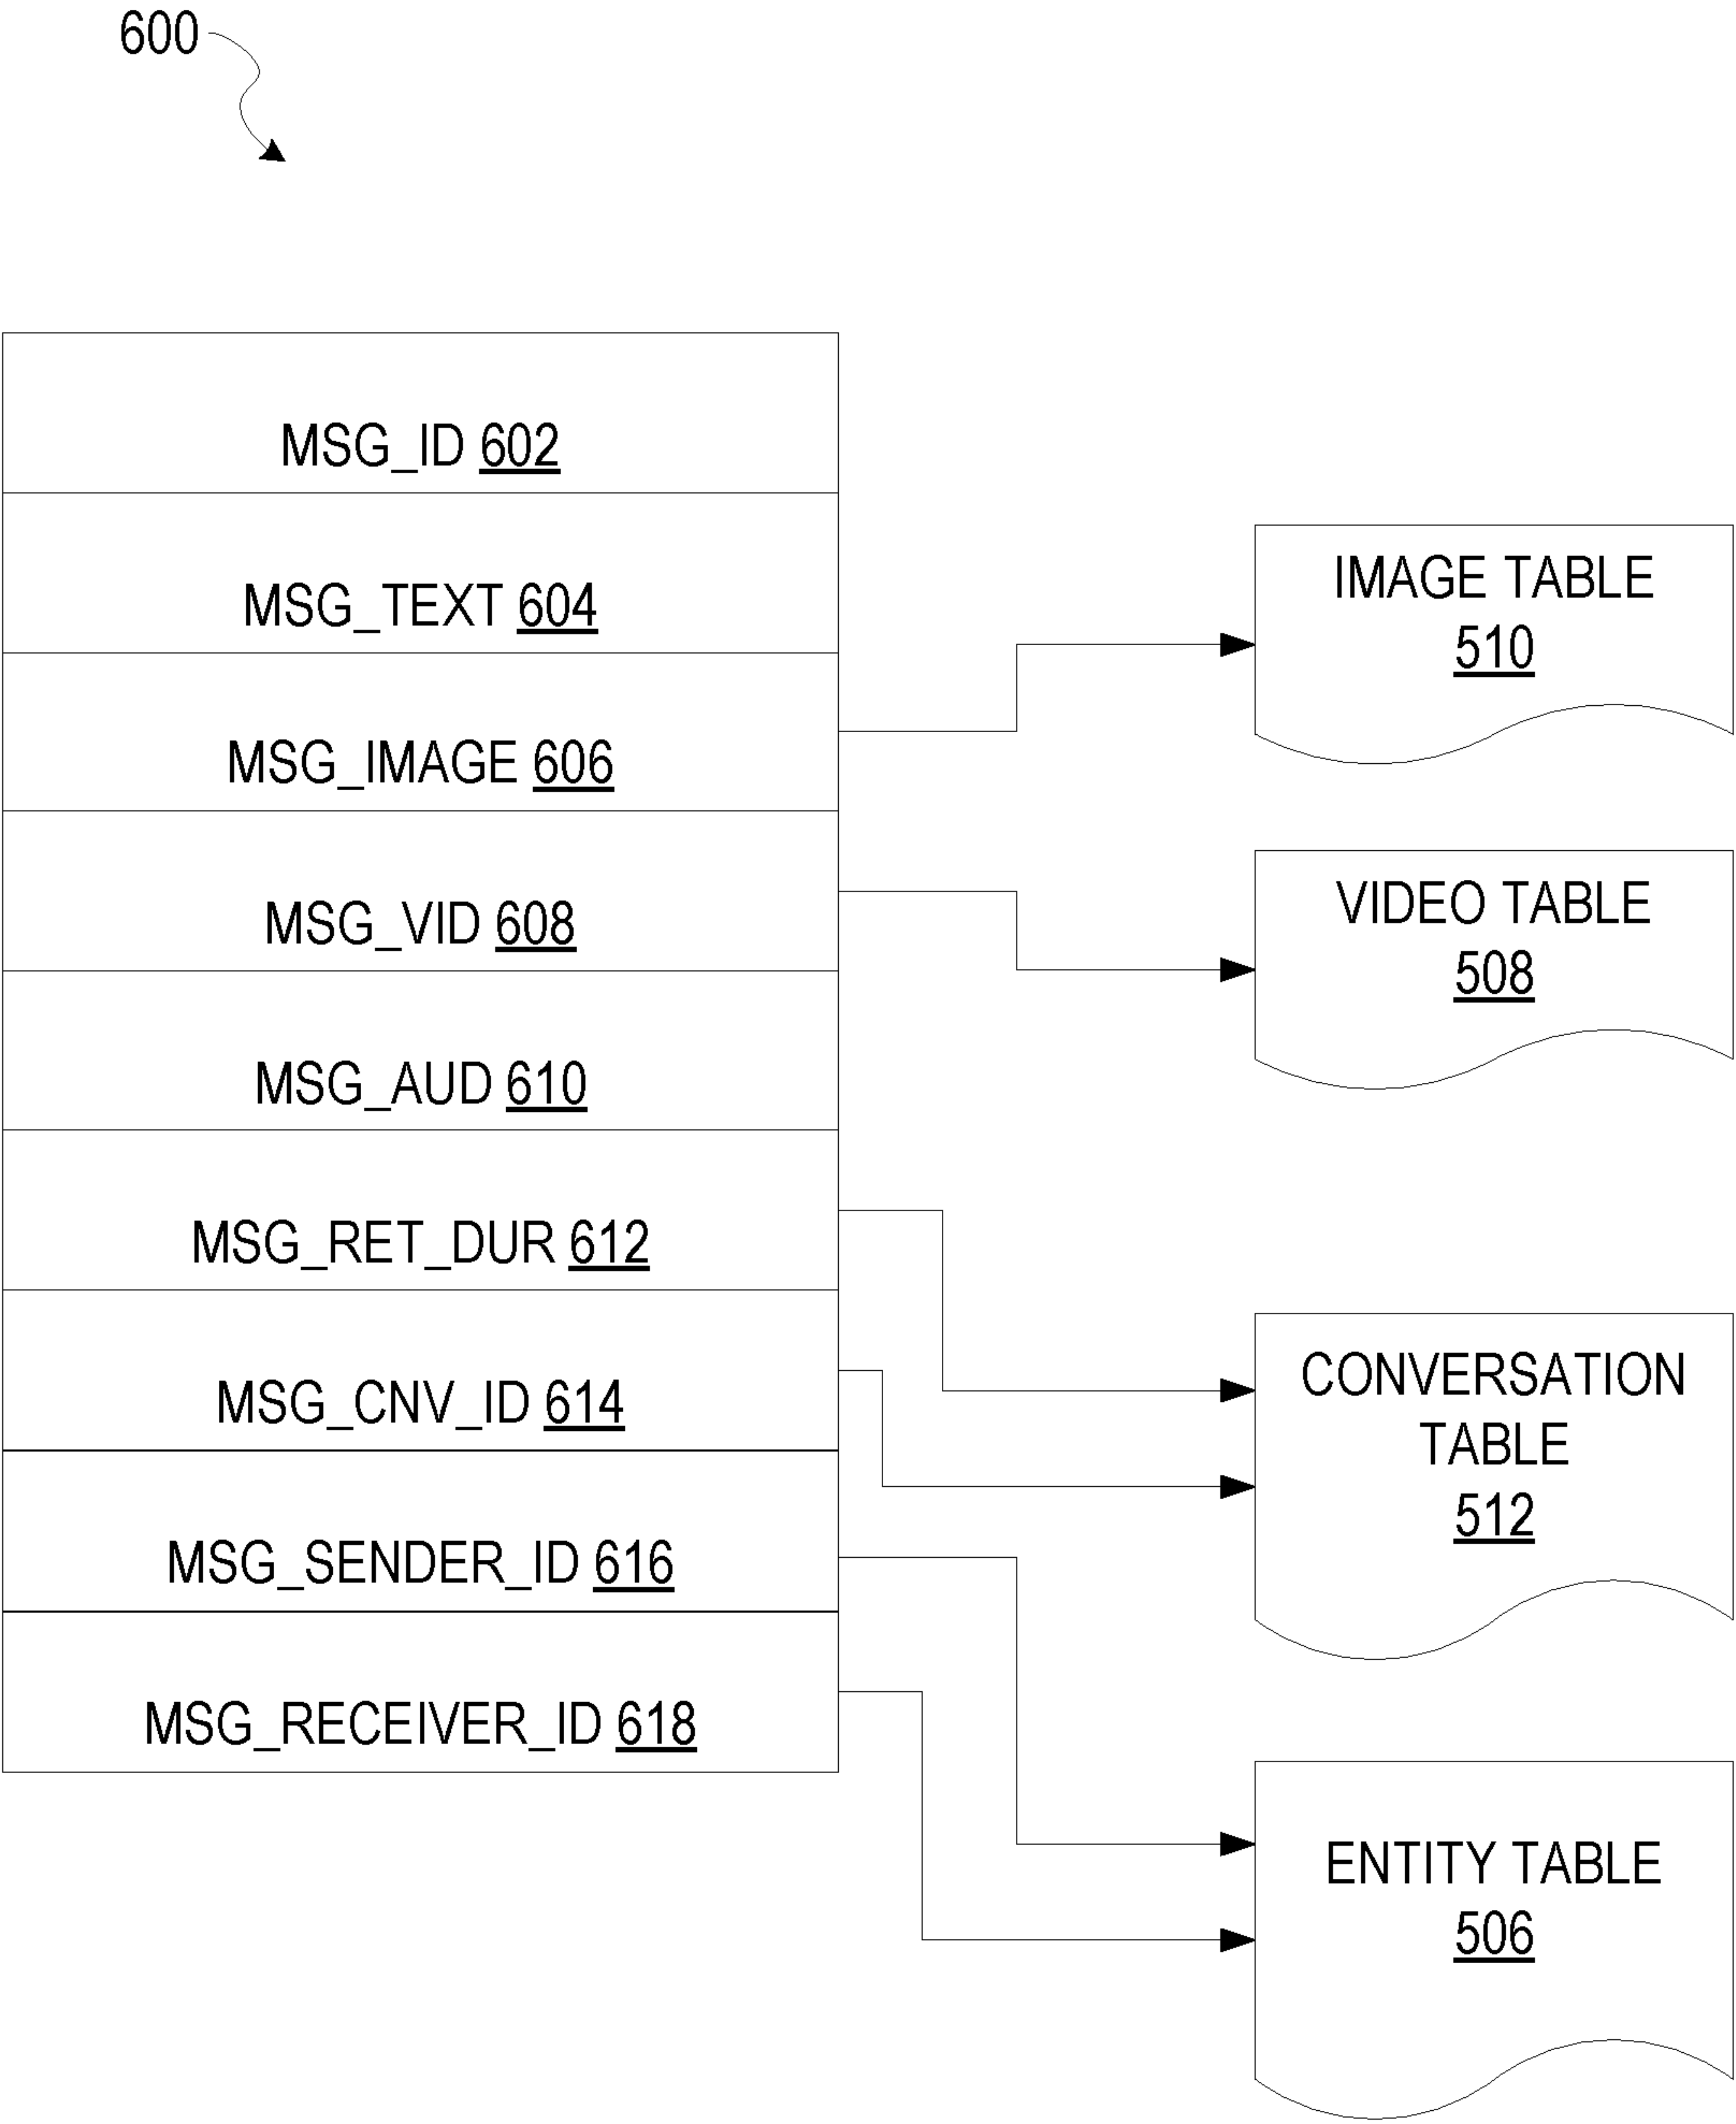 600
MSG_ID 602
MSG_TEXT 604
MSG_IMAGE 606
MSG_VID 608
MSG_AUD 610
MSG_RET_DUR 612
MSG_CNV_ID 614
MSG_SENDER_ID 616
MSG_RECEIVER_ID 618
IMAGE TABLE
510
VIDEO TABLE
508
CONVERSATION
TABLE
512
ENTITY TABLE
506